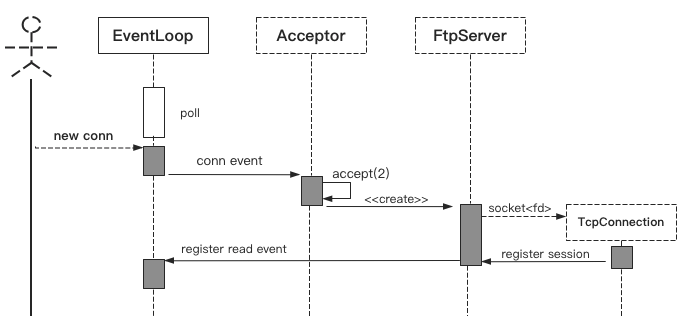 EventLoop
Acceptor
FtpServer
poll
new conn
conn event
accept(2)
<<create>>
socket<fd>
TcpConnection
register read event
register session